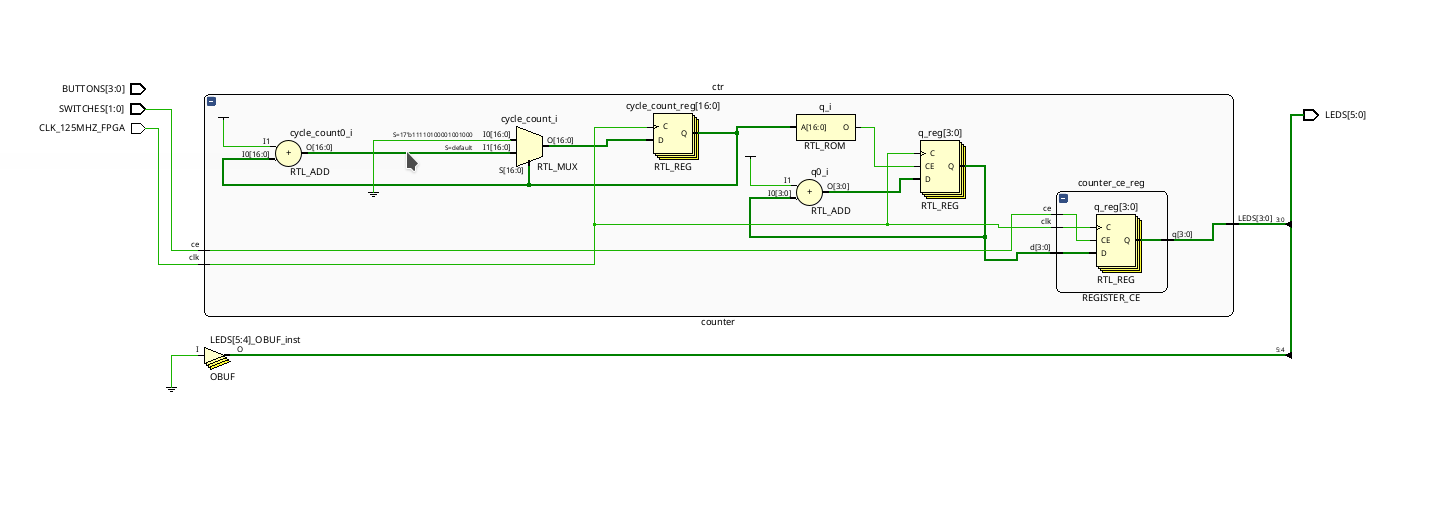 BUTTONS[3:0]
SWITCHES[1:0]
CLK_125MHZ_FPGA
ctr
cycle_count0_i
I1
I0[16:0]
+
O[16:0]
RTL_ADD
cycle_count_i
S=17'b11110100001001000
I0[16:0]
S=default
I1[16:0]
S[16:0]
O[16:0]
RTL_MUX
cycle_count_reg[16:0]
C
D
Q
RTL_REG
q_i
A[16:0]
O
RTL_ROM
q0_i
I1
I0[3:0]
+
O[3:0]
RTL_ADD
q_reg[3:0]
C
CE
D
Q
RTL_REG
counter_ce_reg
ce
clk
d[3:0]
q_reg[3:0]
C
CE
D
Q
RTL_REG
q[3:0]
REGISTER_CE
ce
clk
counter
LEDS[3:0]
3:0
LEDS[5:0]
LEDS[5:4]_OBUF_inst
I
O
OBUF
5:4